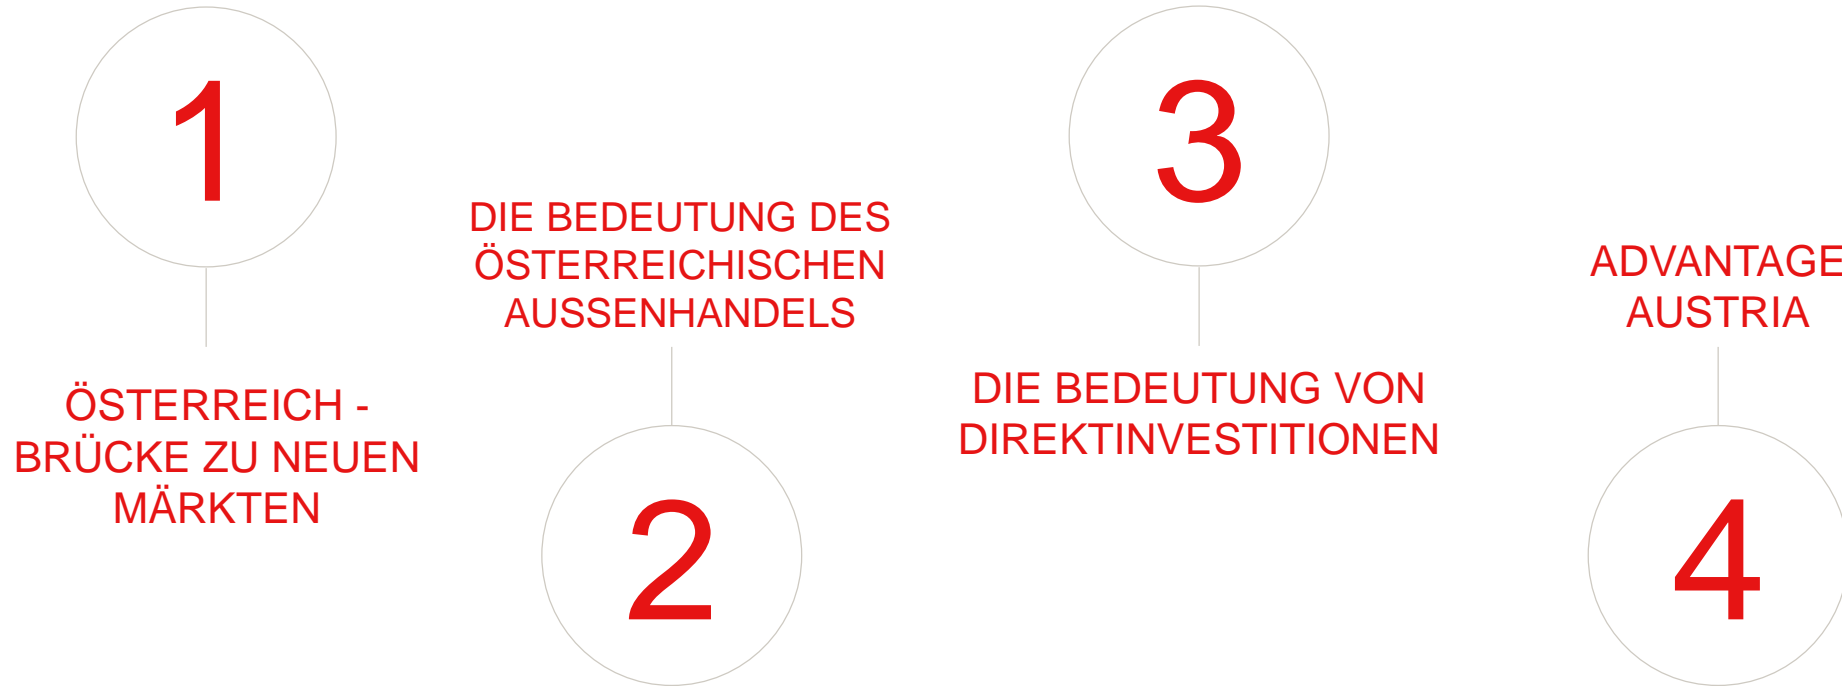 1
ÖSTERREICH -
BRÜCKE ZU NEUEN
MÄRKTEN
DIE BEDEUTUNG DES
ÖSTERREICHISCHEN
AUSSENHANDELS
2
3
DIE BEDEUTUNG VON
DIREKTINVESTITIONEN
ADVANTAGE
AUSTRIA
4